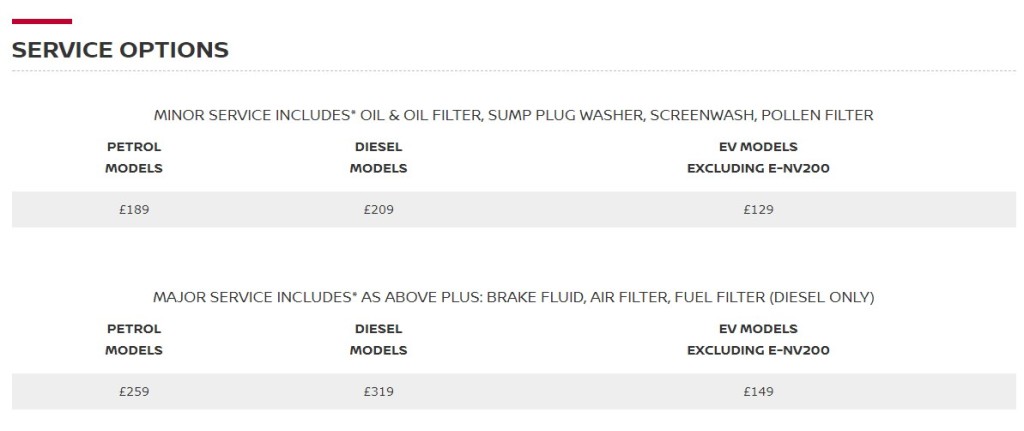 SERVICE OPTIONS
MINOR SERVICE INCLUDES* OIL & OIL FILTER, SUMP PLUG WASHER, SCREENWASH, POLLEN FILTER
PETROL MODELS DIESEL MODELS EV MODELS EXCLUDING E-NV200
£189 £209 £129
MAJOR SERVICE INCLUDES* AS ABOVE PLUS: BRAKE FLUID, AIR FILTER, FUEL FILTER (DIESEL ONLY)
PETROL MODELS DIESEL MODELS EV MODELS EXCLUDING E-NV200
£259 £319 £149